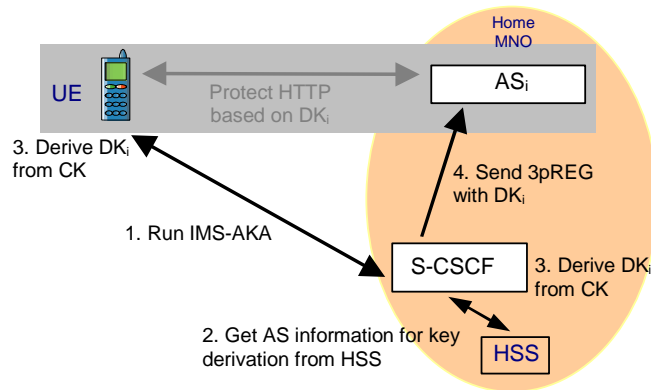 Home
MNO
UE
Protect HTTP
based on DKi
ASi
3. Derive DKi
from CK
4. Send 3pREG
with DKi
1. Run IMS-AKA
S-CSCF
3. Derive DKi
from CK
2. Get AS information for key
derivation from HSS
HSS